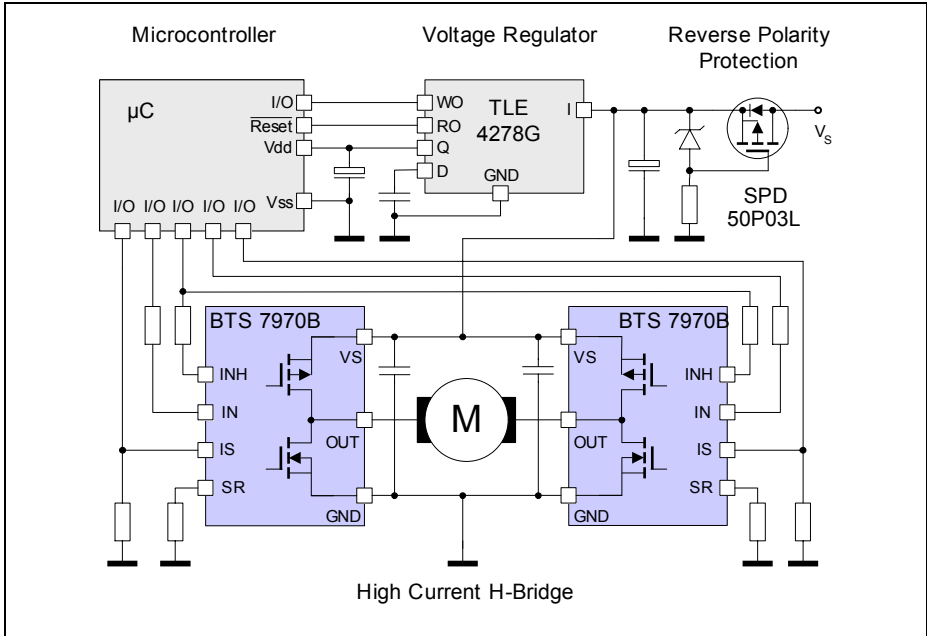 Microcontroller
Voltage Regulator
Reverse Polarity
Protection
µC
I/O
Reset
Vdd
Vss
I/O I/O I/O I/O I/O
WO
RO
Q
D
TLE
4278G
I
GND
V_S
SPD
50P03L
BTS 7970B
VS
INH
IN
IS
SR
OUT
GND
M
BTS 7970B
VS
INH
IN
IS
SR
OUT
GND
High Current H-Bridge